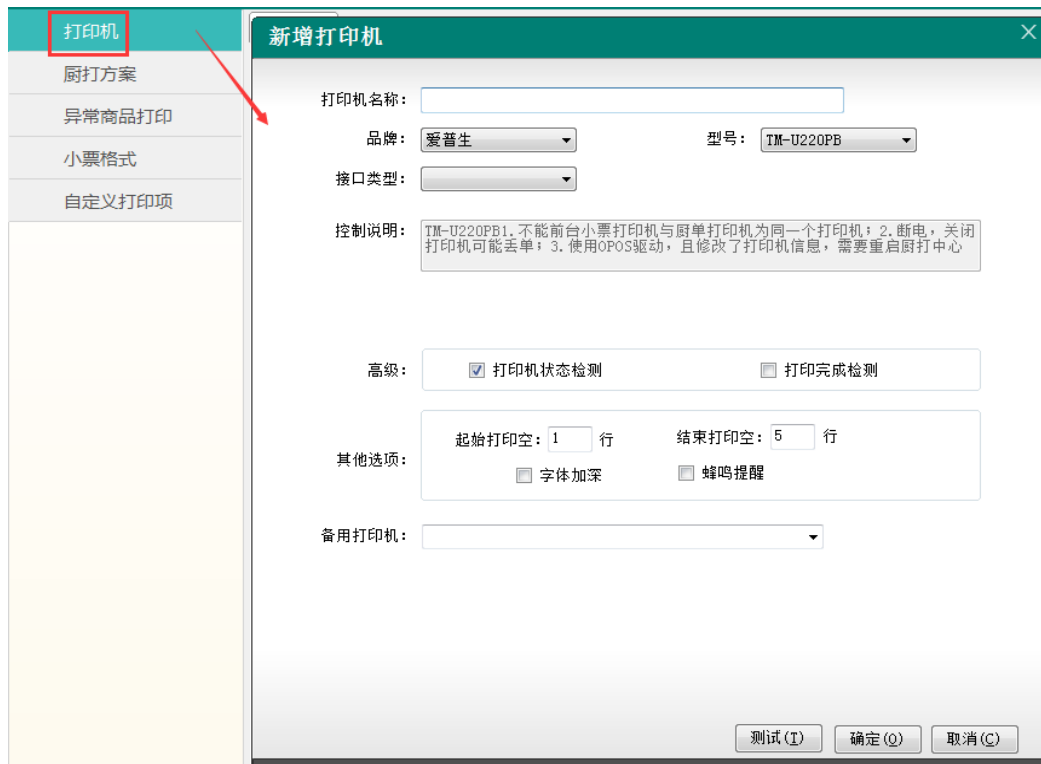 打印机
厨打方案
异常商品打印
小票格式
自定义打印项
新增打印机
打印机名称：
品牌： 爱普生 型号： TM-U220PB
接口类型：
控制说明： TM-U220PB1.不能前台小票打印机与厨单打印机为同一个打印机；2.断电，关闭
打印机可能丢单；3.使用OPOS驱动，且修改了打印机信息，需要重启厨打中心
高级： 打印机状态检测 打印完成检测
其他选项：
起始打印空： 1 行 结束打印空： 5 行
字体加深 蜂鸣提醒
备用打印机：
测试(T) 确定(O) 取消(C)